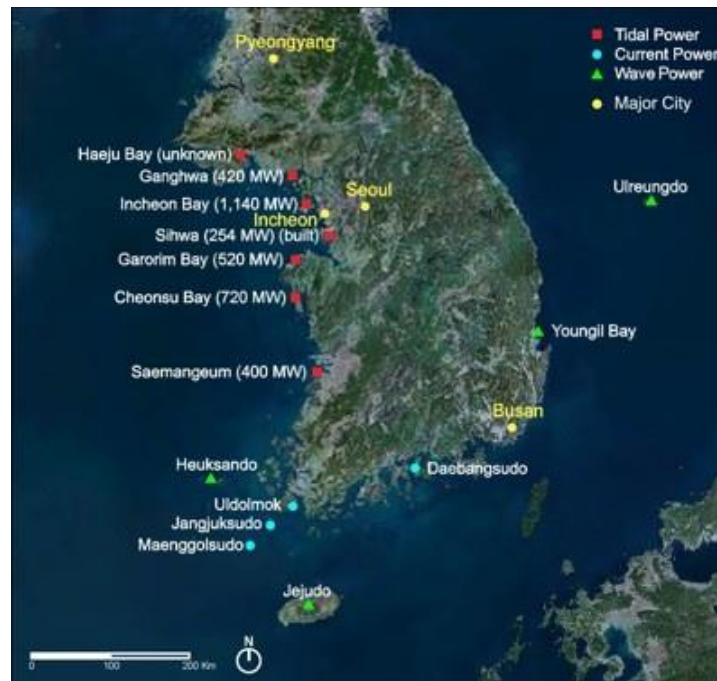 Pyeongyang
Tidal Power
Current Power
Wave Power
Major City
Haeju Bay (unknown)
Ganghwa (420 MW)
Seoul
Ulreungdo
Incheon Bay (1,140 MW)
Incheon
Sihwa (254 MW) (built)
Garorim Bay (520 MW)
Cheonsu Bay (720 MW)
Youngil Bay
Saemangeum (400 MW)
Busan
Heuksando
Daebangsudo
Uldolmok
Jangjuksudo
Maenggolsudo
Jejudo
N
0 100 200 Km